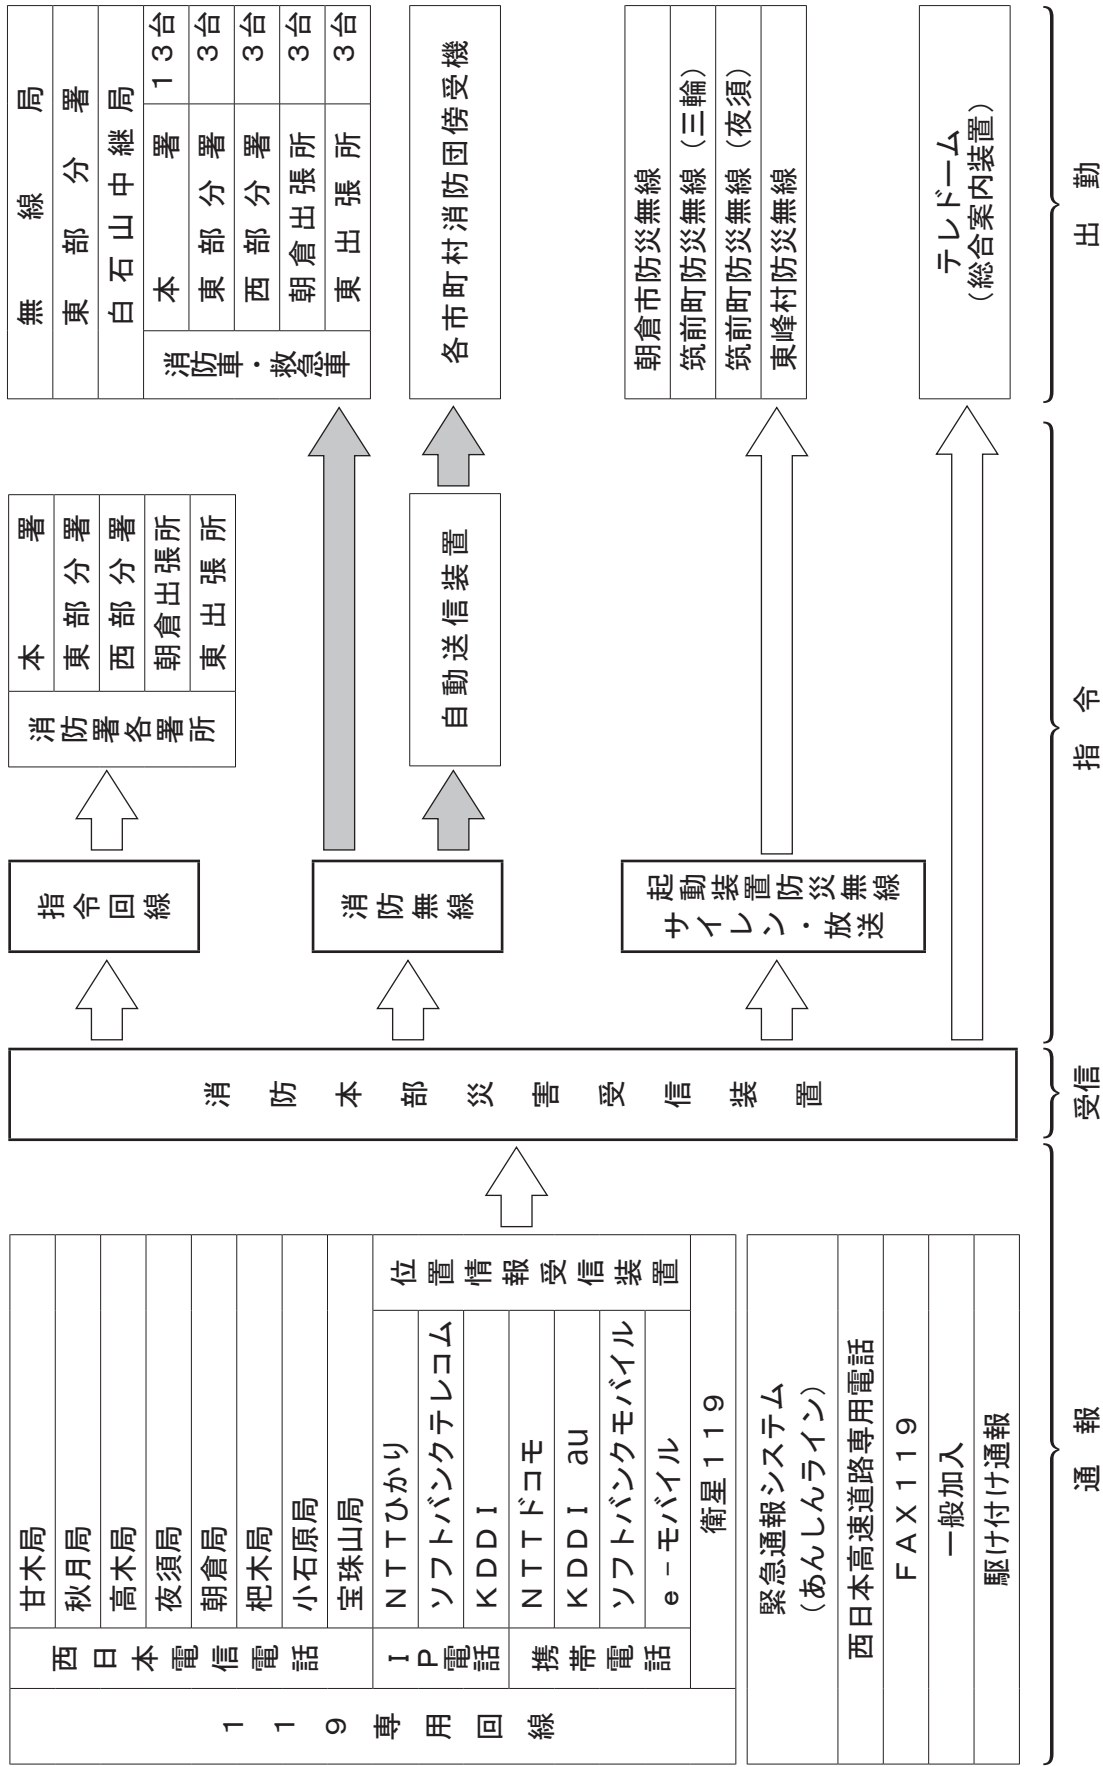 119専用回線
西日本電信電話
甘木局
秋月局
高木局
夜須局
朝倉局
杷木局
小石原局
宝珠山局
IP電話
NTTひかり
ソフトバンクテレコム
KDDI
携帯電話
NTTドコモ
KDDI au
ソフトバンクモバイル
e-モバイル
位置情報受信装置
衛星119
緊急通報システム
（あんしんライン）
西日本高速道路専用電話
FAX119
一般加入
駆け付け通報
消防本部災害受信装置
指令回線
消防署各署所
本署
東部分署
西部分署
朝倉出張所
東出張所
消防無線
無線局
東部分署
白石山中継局
消防車・救急車
本署 13台
東部分署 3台
西部分署 3台
朝倉出張所 3台
東出張所 3台
自動送信装置
各市町村消防団傍受機
起動装置防災無線
サイレン・放送
朝倉市防災無線
筑前町防災無線（三輪）
筑前町防災無線（夜須）
東峰村防災無線
テレドーム
（総合案内装置）
通報
受信
指令
出勤